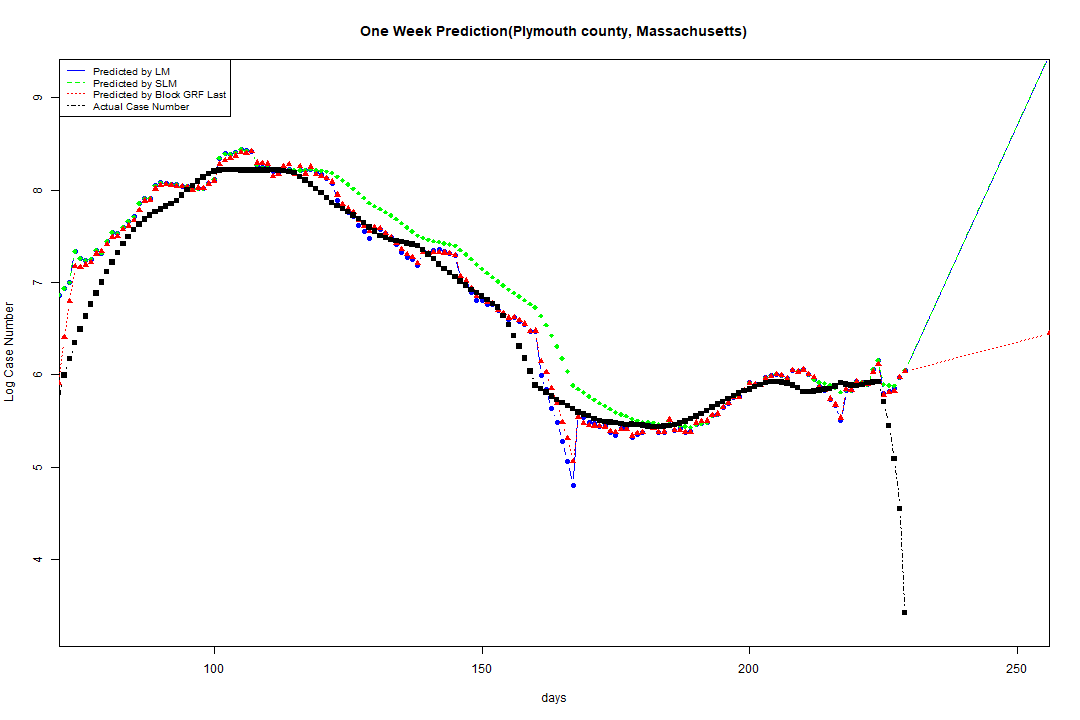 One Week Prediction(Plymouth county, Massachusetts)
Predicted by LM
Predicted by SLM
Predicted by Block GRF Last
Actual Case Number
9
8
7
6
5
4
Log Case Number
100 150 200 250
days